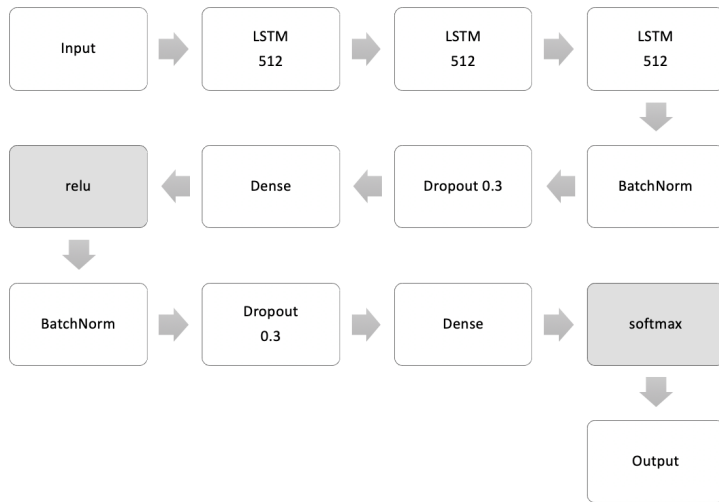 Input
LSTM
512
LSTM
512
LSTM
512
BatchNorm
Dropout 0.3
Dense
relu
BatchNorm
Dropout
0.3
Dense
softmax
Output